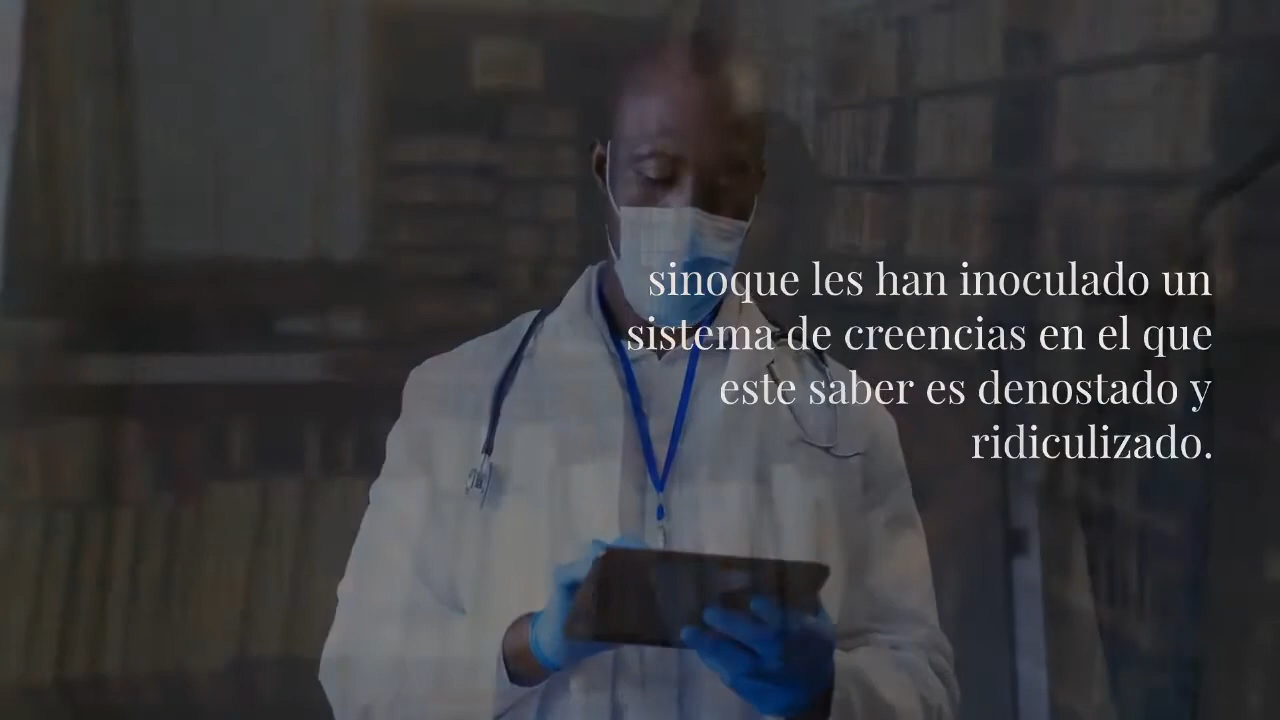 sinoque les han inoculado un
sistema de creencias en el que
este saber es denostado y
ridiculizado.